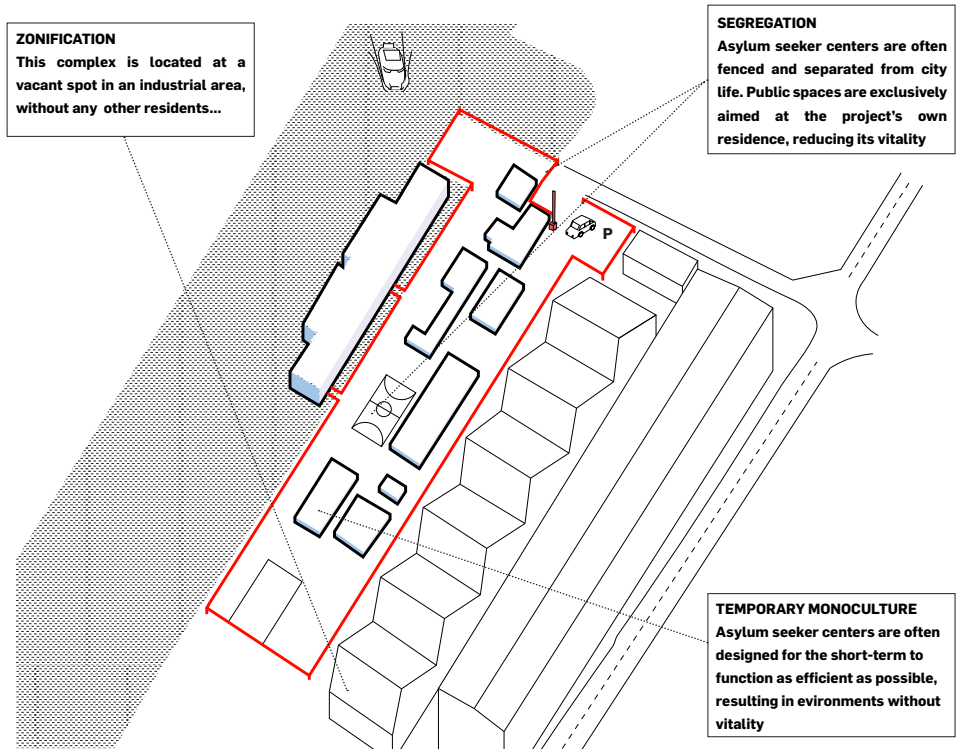 ZONIFICATION
This complex is located at a
vacant spot in an industrial area,
without any other residents...
SEGREGATION
Asylum seeker centers are often
fenced and separated from city
life. Public spaces are exclusively
aimed at the project's own
residence, reducing its vitality
P
TEMPORARY MONOCULTURE
Asylum seeker centers are often
designed for the short-term to
function as efficient as possible,
resulting in evironments without
vitality